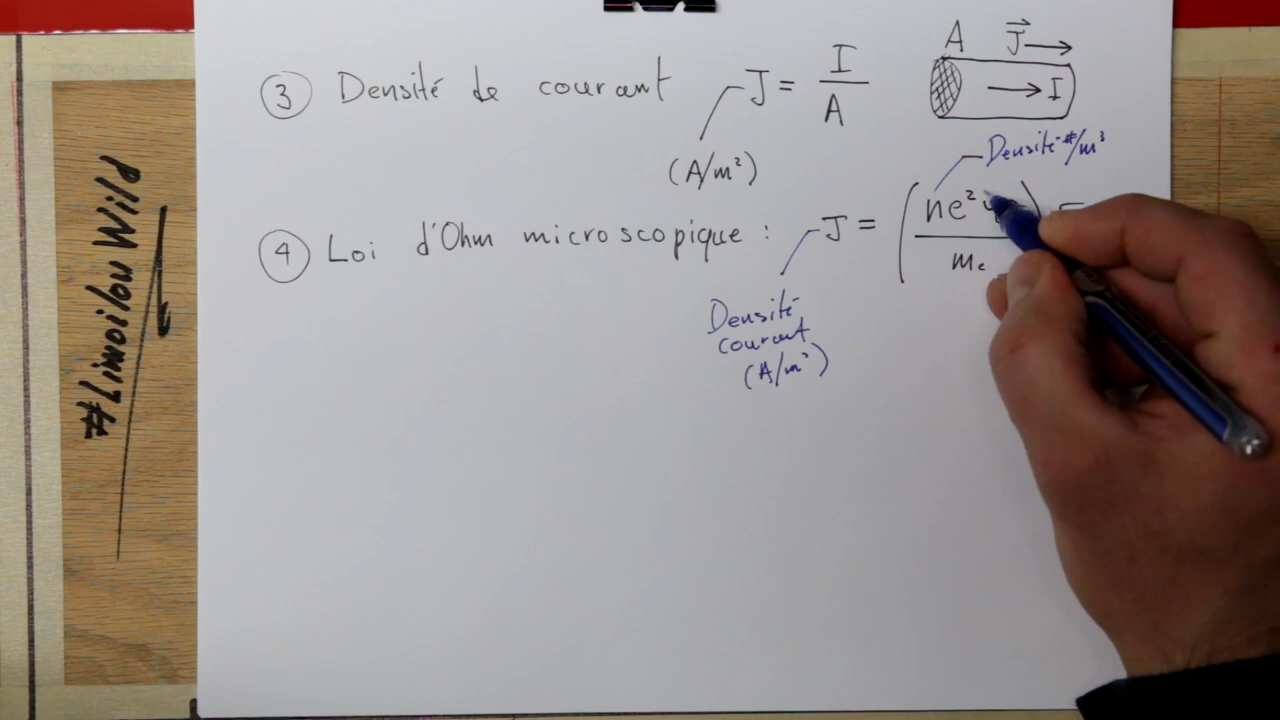 ③ Densité de courant J = I / A
A J
I
(A/m²)
Densité #/m³
④ Loi d'Ohm microscopique : J = ( ne² / me )
Densité
courant
(A/m²)
#Limoilou Wild